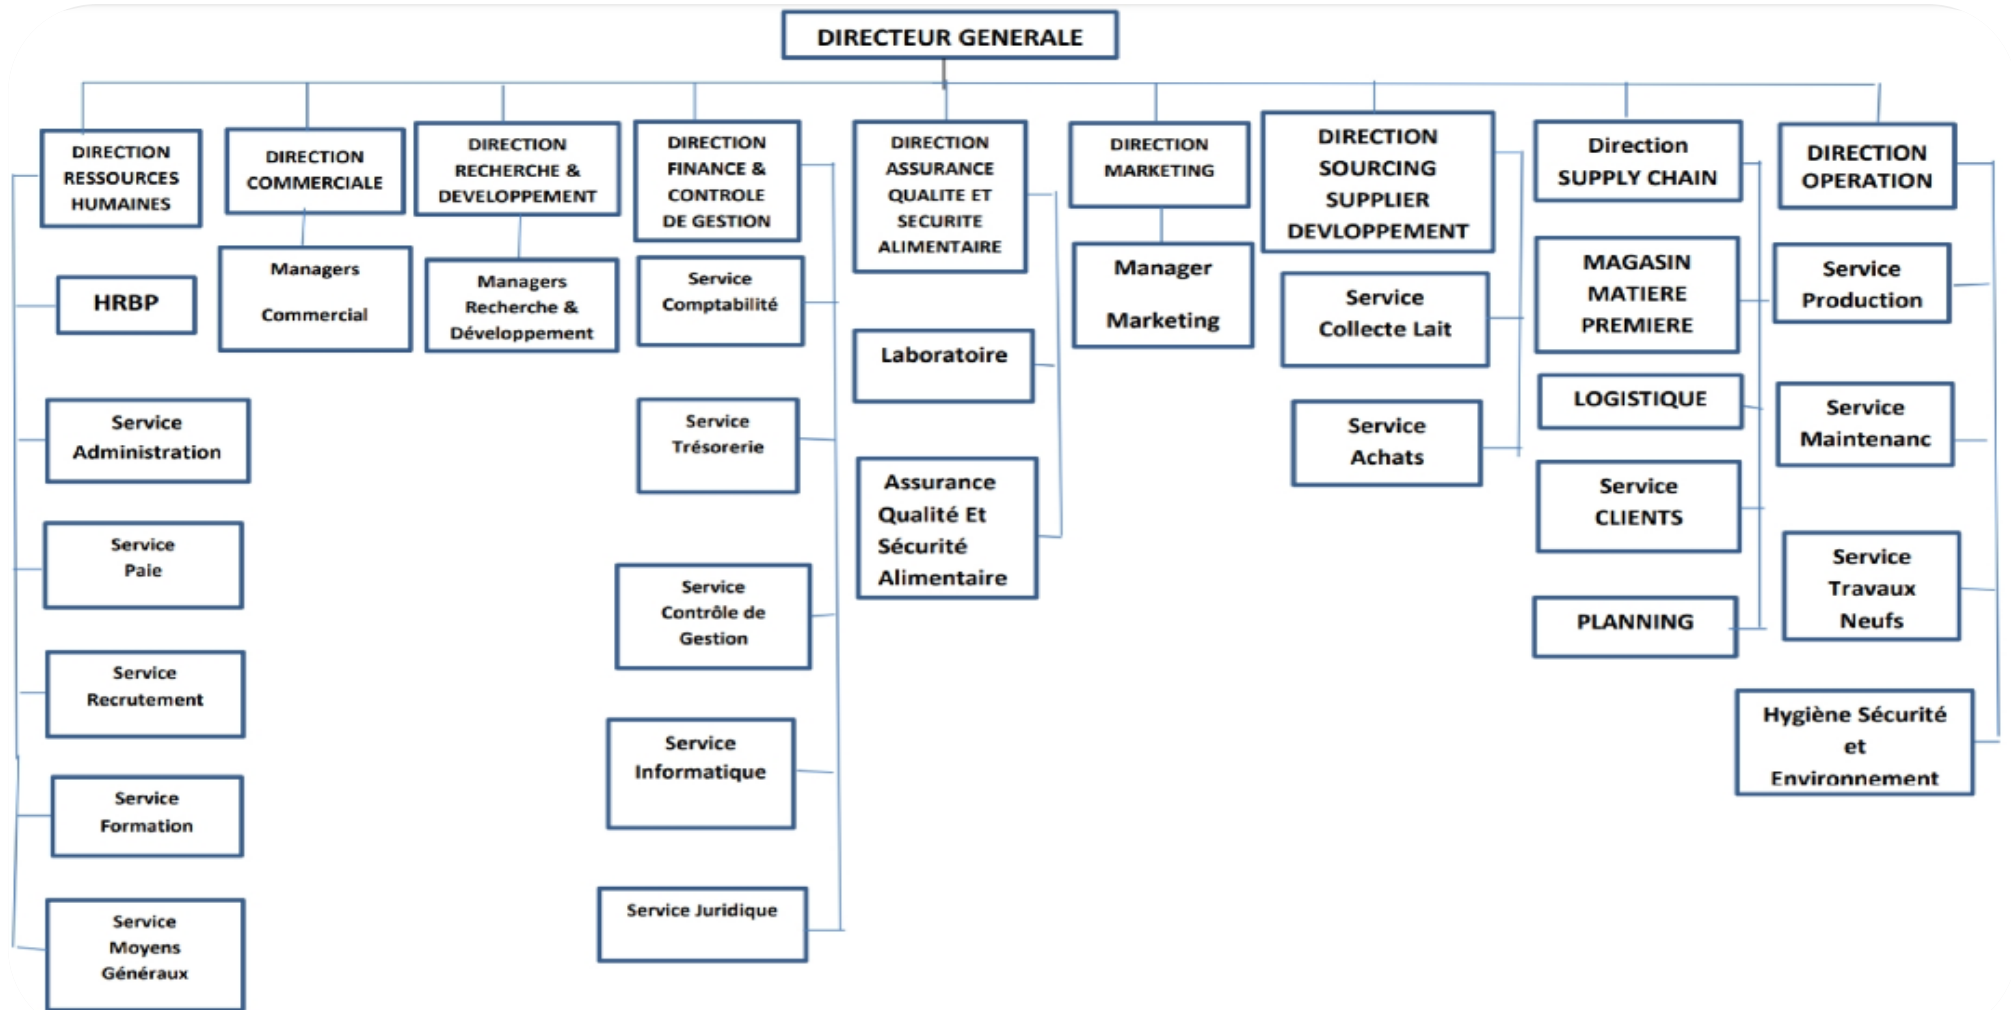 DIRECTEUR GENERALE
DIRECTION
RESSOURCES
HUMAINES
HRBP
Service
Administration
Service
Paie
Service
Recrutement
Service
Formation
Service
Moyens
Généraux
DIRECTION
COMMERCIALE
Managers
Commercial
DIRECTION
RECHERCHE &
DEVELOPPEMENT
Managers
Recherche &
Développement
DIRECTION
FINANCE &
CONTROLE
DE GESTION
Service
Comptabilité
Service
Trésorerie
Service
Contrôle de
Gestion
Service
Informatique
Service Juridique
DIRECTION
ASSURANCE
QUALITE ET
SECURITE
ALIMENTAIRE
Laboratoire
Assurance
Qualité Et
Sécurité
Alimentaire
DIRECTION
MARKETING
Manager
Marketing
DIRECTION
SOURCING
SUPPLIER
DEVLOPPEMENT
Service
Collecte Lait
Service
Achats
Direction
SUPPLY CHAIN
MAGASIN
MATIERE
PREMIERE
LOGISTIQUE
Service
CLIENTS
PLANNING
DIRECTION
OPERATION
Service
Production
Service
Maintenanc
Service
Travaux
Neufs
Hygiène Sécurité
et
Environnement